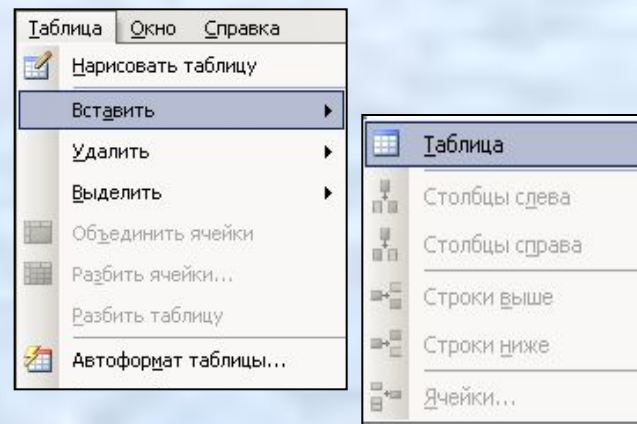 Таблица Окно Справка
Нарисовать таблицу
Вставить
Удалить
Выделить
Объединить ячейки
Разбить ячейки...
Разбить таблицу
Автоформат таблицы...
Таблица
Столбцы слева
Столбцы справа
Строки выше
Строки ниже
Ячейки...